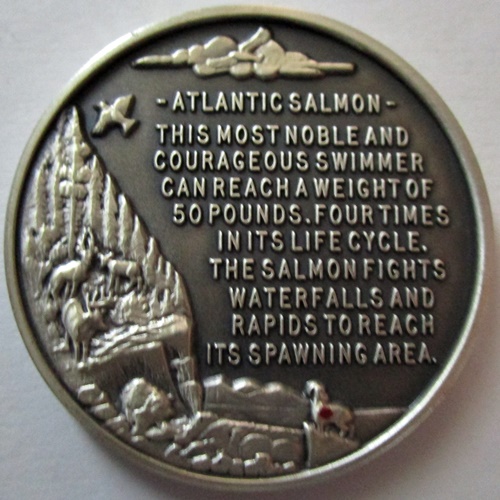 - ATLANTIC SALMON -
THIS MOST NOBLE AND
COURAGEOUS SWIMMER
CAN REACH A WEIGHT OF
50 POUNDS. FOUR TIMES
IN ITS LIFE CYCLE.
THE SALMON FIGHTS
WATERFALLS AND
RAPIDS TO REACH
ITS SPAWNING AREA.